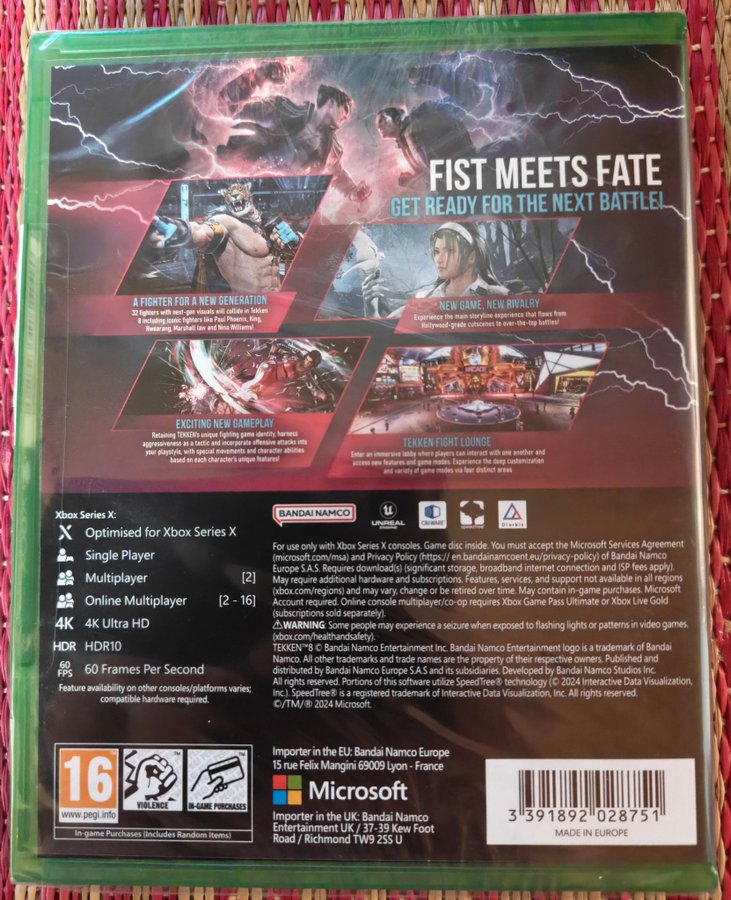 FIST MEETS FATE
GET READY FOR THE NEXT BATTLE!
A FIGHTER FOR A NEW GENERATION
32 fighters with next-gen visuals will collide in Tekken
8 including iconic fighters like Paul Phoenix, King,
Nwearang, Marshall law and Nina Williams!
NEW GAME, NEW RIVALRY
Experience the main storyline experience that flows from
Hollywood-grade cutscenes to over-the-top battles!
EXCITING NEW GAMEPLAY
Retaining TEKKEN's unique fighting game identity, harness
aggressiveness as a tactic and incorporate offensive attacks into
your playstyle, with special movements and character abilities
based on each character's unique features!
ARCADE
TEKKEN FIGHT LOUNGE
Enter an immersive lobby where players can interact with one another and
access new features and game modes. Experience the deep customization
and variety of game modes via four distinct areas
Xbox Series X:
Optimised for Xbox Series X
Single Player
Multiplayer [2]
Online Multiplayer [2 - 16]
4K 4K Ultra HD
HDR HDR10
60 FPS 60 Frames Per Second
Feature availability on other consoles/platforms varies;
compatible hardware required.
BANDAI NAMCO
UNREAL
ENGINE
CRI·WARE
speedtree
Diarkis
For use only with Xbox Series X consoles. Game disc inside. You must accept the Microsoft Services Agreement
(microsoft.com/msa) and Privacy Policy (https:// en.bandainamcoent.eu/privacy-policy) of Bandai Namco
Europe S.A.S. Requires download(s) (significant storage, broadband internet connection and ISP fees apply).
May require additional hardware and subscriptions. Features, services, and support not available in all regions
(xbox.com/regions) and may vary, change or be retired over time. May contain in-game purchases. Microsoft
Account required. Online console multiplayer/co-op requires Xbox Game Pass Ultimate or Xbox Live Gold
(subscriptions sold separately).
⚠WARNING: Some people may experience a seizure when exposed to flashing lights or patterns in video games.
(xbox.com/healthandsafety).
TEKKEN™8 © Bandai Namco Entertainment Inc. Bandai Namco Entertainment logo is a trademark of Bandai
Namco. All other trademarks and trade names are the property of their respective owners. Published and
distributed by Bandai Namco Europe S.A.S and its subsidiaries. Developed by Bandai Namco Studios Inc.
All rights reserved. Portions of this software utilize SpeedTree® technology (© 2024 Interactive Data Visualization,
Inc.). SpeedTree® is a registered trademark of Interactive Data Visualization, Inc. All rights reserved.
©/TM/® 2024 Microsoft.
16
www.pegi.info
VIOLENCE
™
IN-GAME PURCHASES
™
In-game Purchases (Includes Random Items)
Importer in the EU: Bandai Namco Europe
15 rue Felix Mangini 69009 Lyon - France
Microsoft
Importer in the UK: Bandai Namco
Entertainment UK / 37-39 Kew Foot
Road / Richmond TW9 2SS U
3 391892 028751
MADE IN EUROPE